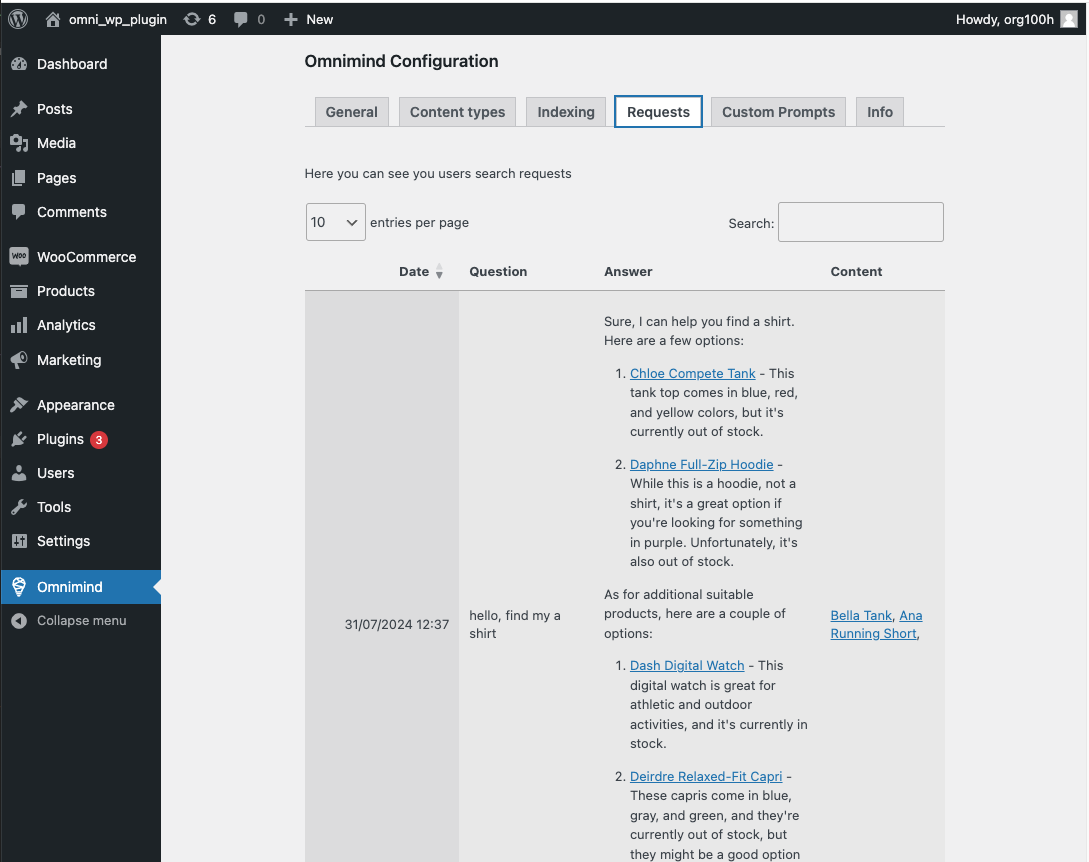 omni_wp_plugin 6 0 New Howdy, org100h
Dashboard
Posts
Media
Pages
Comments
WOO WooCommerce
Products
Analytics
Marketing
Appearance
Plugins 3
Users
Tools
Settings
Omnimind
Collapse menu
Omnimind Configuration
General Content types Indexing Requests Custom Prompts Info
Here you can see you users search requests
10 entries per page Search:
Date Question Answer Content
31/07/2024 12:37
hello, find my a
shirt
Sure, I can help you find a shirt.
Here are a few options:
1. Chloe Compete Tank - This
tank top comes in blue, red,
and yellow colors, but it's
currently out of stock.
2. Daphne Full-Zip Hoodie -
While this is a hoodie, not a
shirt, it's a great option if
you're looking for something
in purple. Unfortunately, it's
also out of stock.
As for additional suitable
products, here are a couple of
options:
1. Dash Digital Watch - This
digital watch is great for
athletic and outdoor
activities, and it's currently in
stock.
2. Deirdre Relaxed-Fit Capri -
These capris come in blue,
gray, and green, and they're
currently out of stock, but
they might be a good option
Bella Tank, Ana
Running Short,